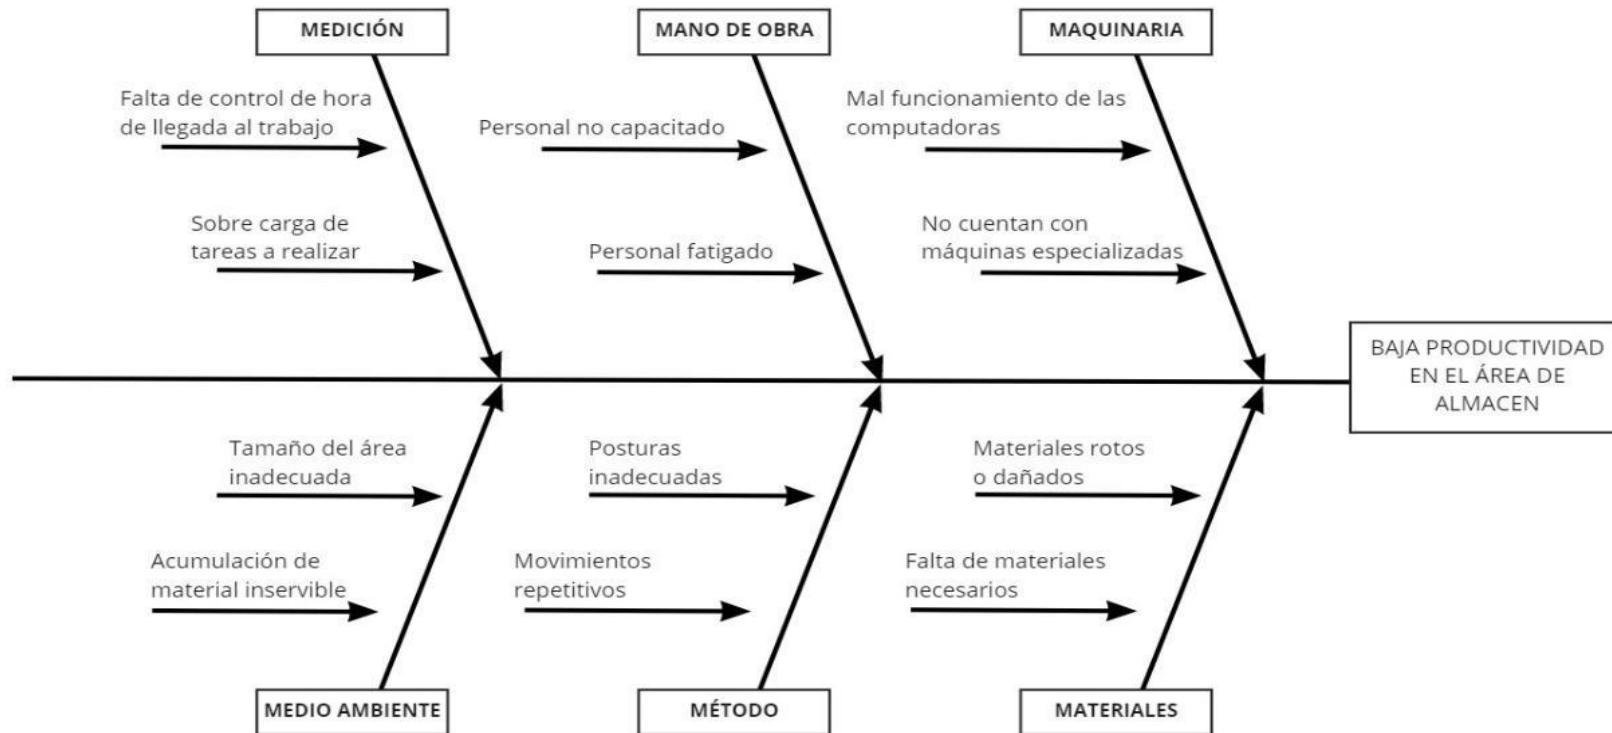 MEDICIÓN
MANO DE OBRA
MAQUINARIA
Falta de control de hora
de llegada al trabajo
Personal no capacitado
Mal funcionamiento de las
computadoras
Sobre carga de
tareas a realizar
Personal fatigado
No cuentan con
máquinas especializadas
BAJA PRODUCTIVIDAD
EN EL ÁREA DE
ALMACEN
Tamaño del área
inadecuada
Posturas
inadecuadas
Materiales rotos
o dañados
Acumulación de
material inservible
Movimientos
repetitivos
Falta de materiales
necesarios
MEDIO AMBIENTE
MÉTODO
MATERIALES